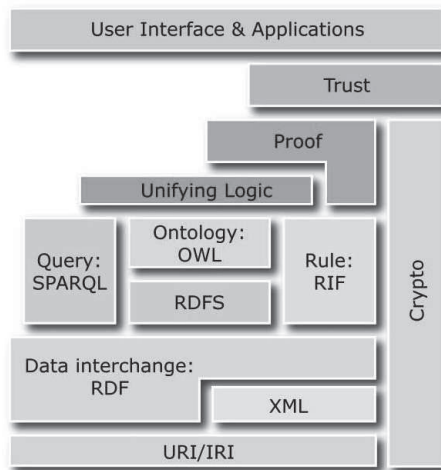 User Interface & Applications
Trust
Proof
Unifying Logic
Query:
SPARQL
Ontology:
OWL
RDFS
Rule:
RIF
Crypto
Data interchange:
RDF
XML
URI/IRI